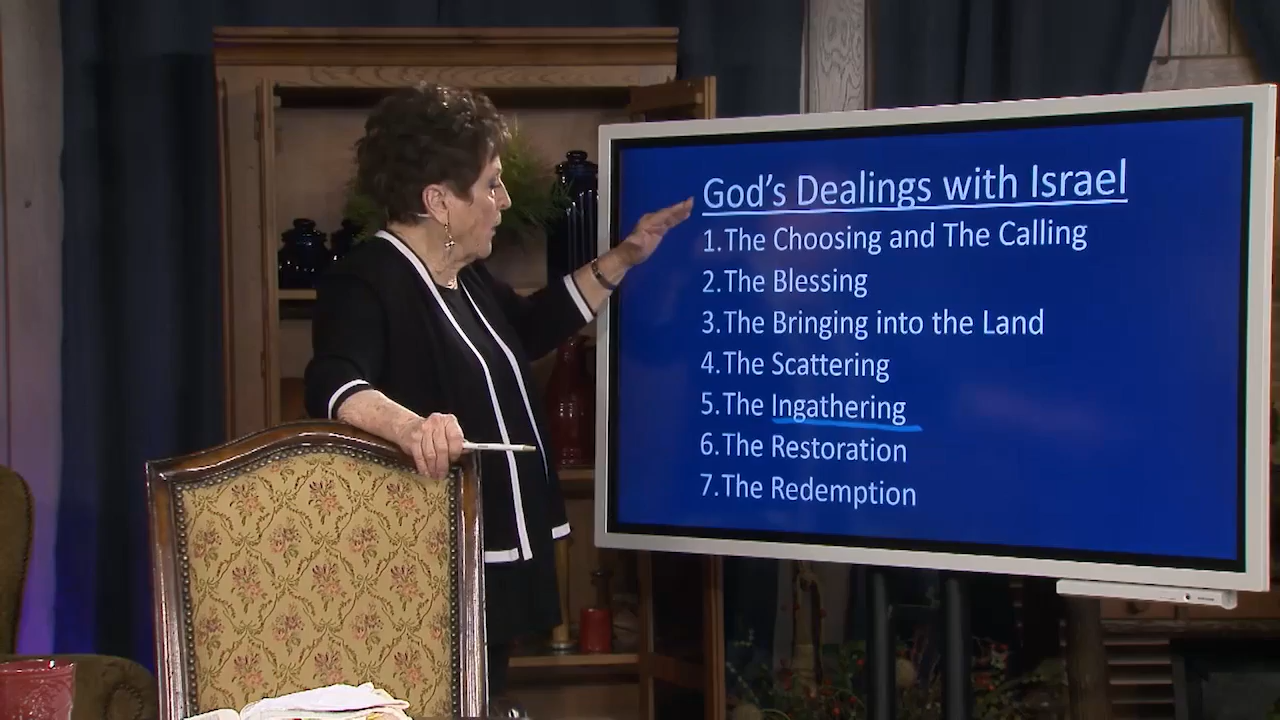 God’s Dealings with Israel
1.The Choosing and The Calling
2.The Blessing
3.The Bringing into the Land
4.The Scattering
5.The Ingathering
6.The Restoration
7.The Redemption